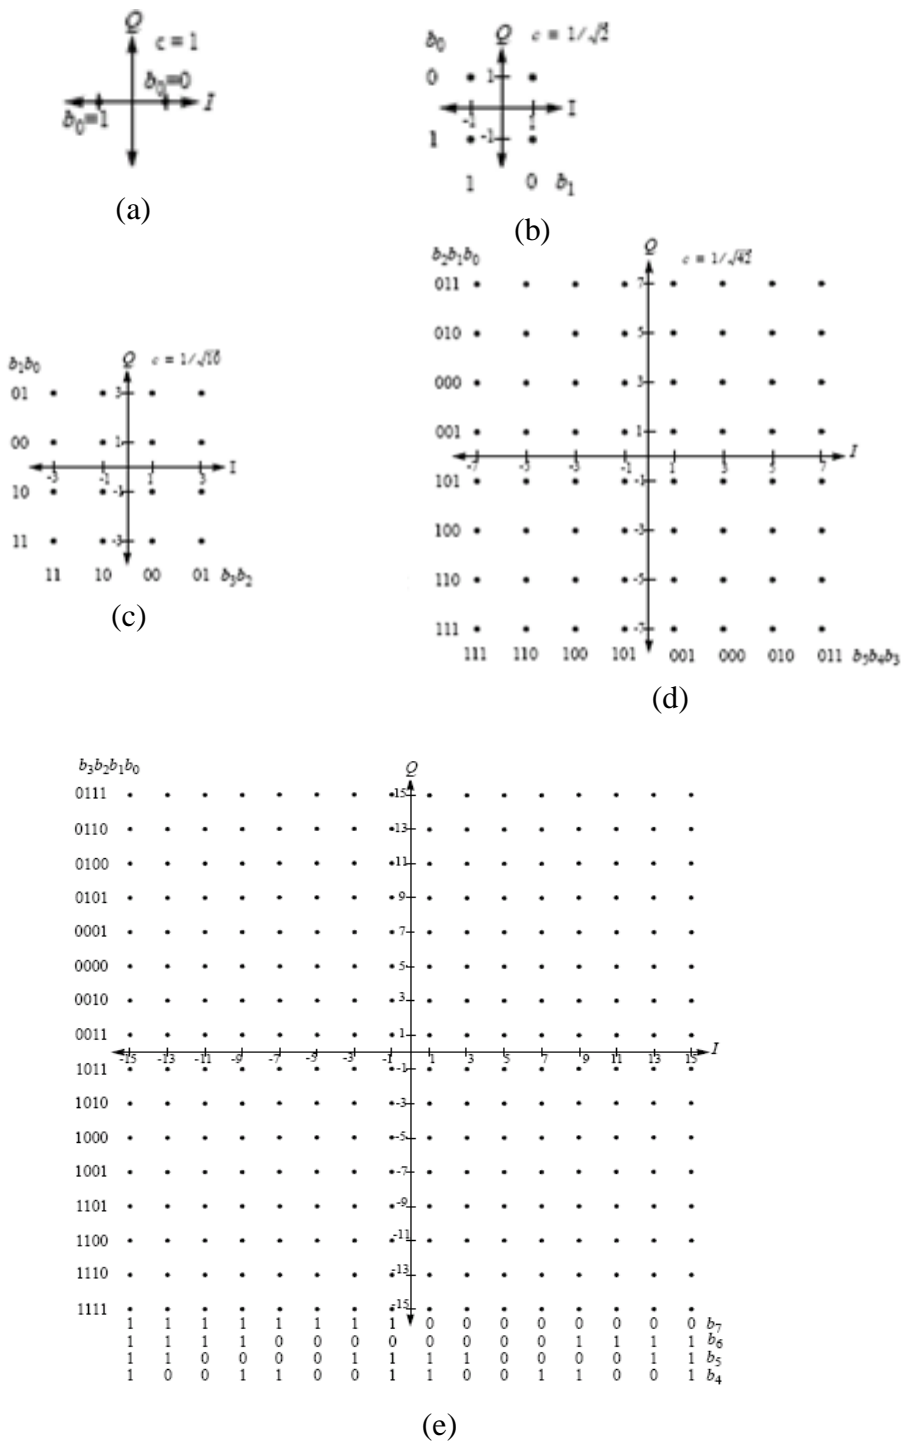 Q
c = 1
b₀=0
I
b₀=1
(a)
b₀ Q c = 1/√2
0 1
I
-1 1
1 -1
1 0 b₁
(b)
b₁b₀ Q c = 1/√10
01 3
00 1
I
-3 -1 1 3
10 -1
11 -3
11 10 00 01 b₃b₂
(c)
b₂b₁b₀ Q c = 1/√42
011 7
010 5
000 3
001 1
I
-7 -5 -3 -1 1 3 5 7
101 -1
100 -3
110 -5
111 -7
111 110 100 101 001 000 010 011 b₅b₄b₃
(d)
b₃b₂b₁b₀ Q
0111 15
0110 13
0100 11
0101 9
0001 7
0000 5
0010 3
0011 1
I
-15 -13 -11 -9 -7 -5 -3 -1 1 3 5 7 9 11 13 15
1011 -1
1010 -3
1000 -5
1001 -7
1101 -9
1100 -11
1110 -13
1111 -15
1 1 1 1 1 1 1 1 0 0 0 0 0 0 0 0 b₇
1 1 1 1 0 0 0 0 0 0 0 0 1 1 1 1 b₆
1 1 0 0 0 0 1 1 1 1 0 0 0 0 1 1 b₅
1 0 0 1 1 0 0 1 1 0 0 1 1 0 0 1 b₄
(e)